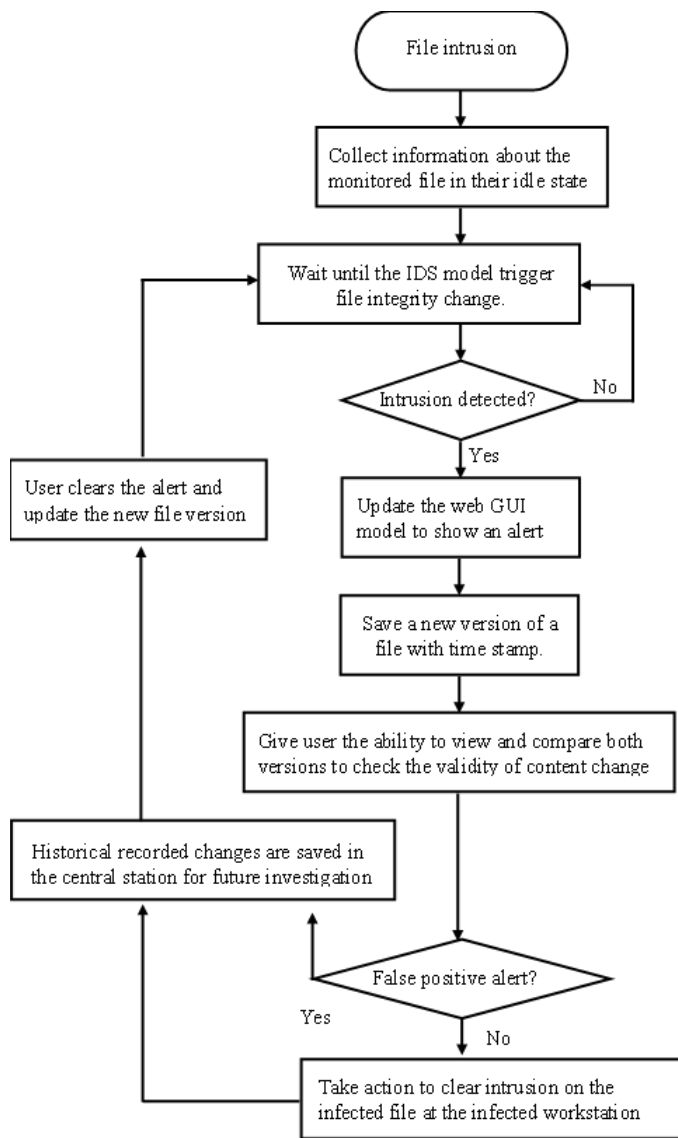 File intrusion
Collect information about the
monitored file in their idle state
Wait until the IDS model trigger
file integrity change.
Intrusion detected?
No
Yes
User clears the alert and
update the new file version
Update the web GUI
model to show an alert
Save a new version of a
file with time stamp.
Give user the ability to view and compare both
versions to check the validity of content change
Historical recorded changes are saved in
the central station for future investigation
False positive alert?
Yes
No
Take action to clear intrusion on the
infected file at the infected workstation